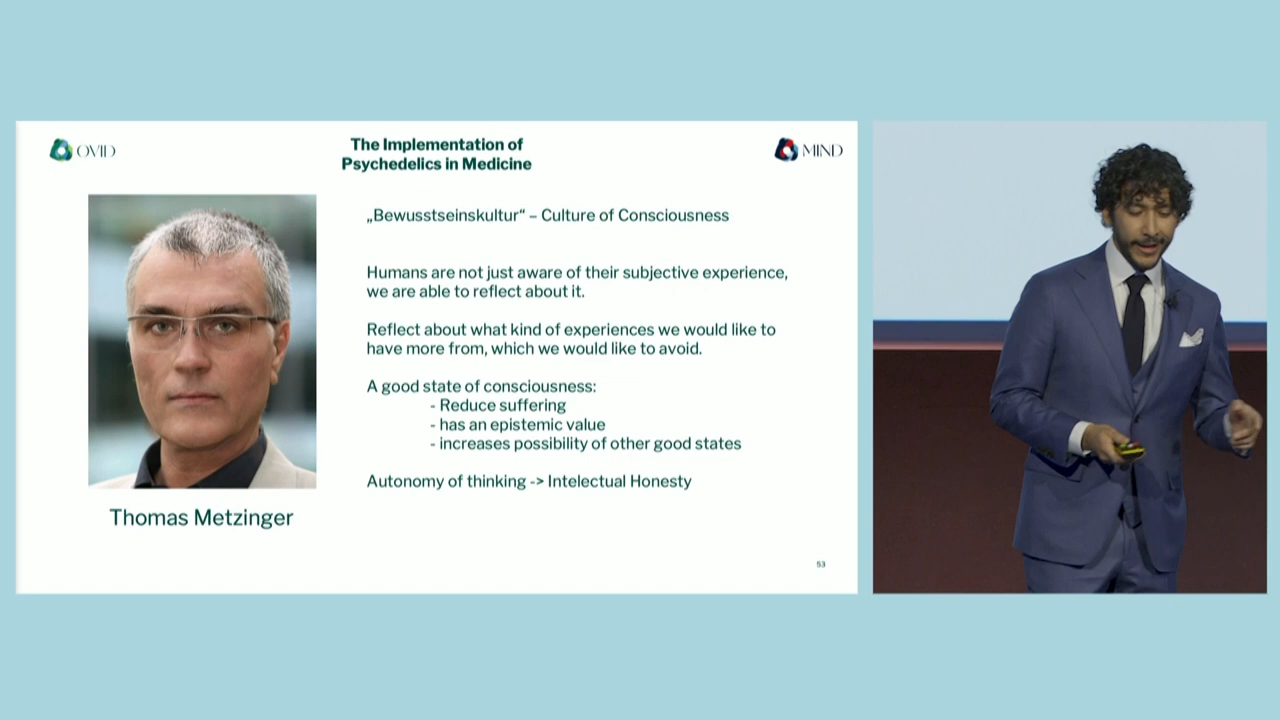 OVID
The Implementation of
Psychedelics in Medicine
MIND
„Bewusstseinskultur“ – Culture of Consciousness
Humans are not just aware of their subjective experience,
we are able to reflect about it.
Reflect about what kind of experiences we would like to
have more from, which we would like to avoid.
A good state of consciousness:
- Reduce suffering
- has an epistemic value
- increases possibility of other good states
Autonomy of thinking -> Intelectual Honesty
Thomas Metzinger
53